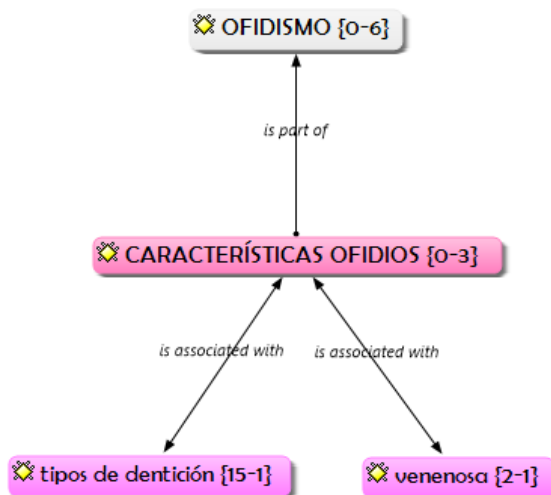 OFIDISMO {0-6}
is part of
CARACTERÍSTICAS OFIDIOS {0-3}
is associated with
is associated with
tipos de dentición {15-1}
venenosa {2-1}